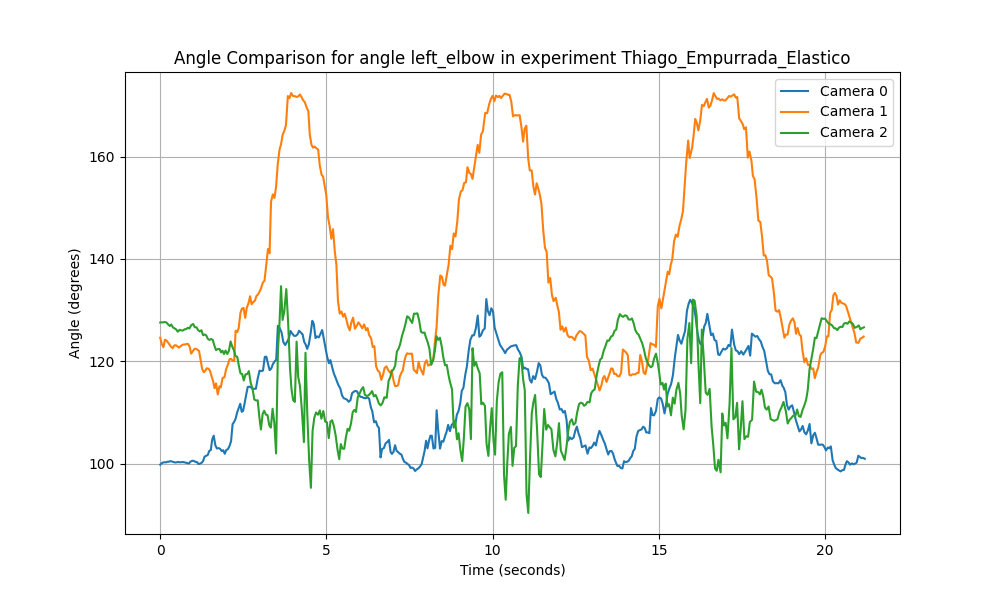 Angle Comparison for angle left_elbow in experiment Thiago_Empurrada_Elastico
Camera 0
Camera 1
Camera 2
Angle (degrees)
160
140
120
100
0 5 10 15 20
Time (seconds)